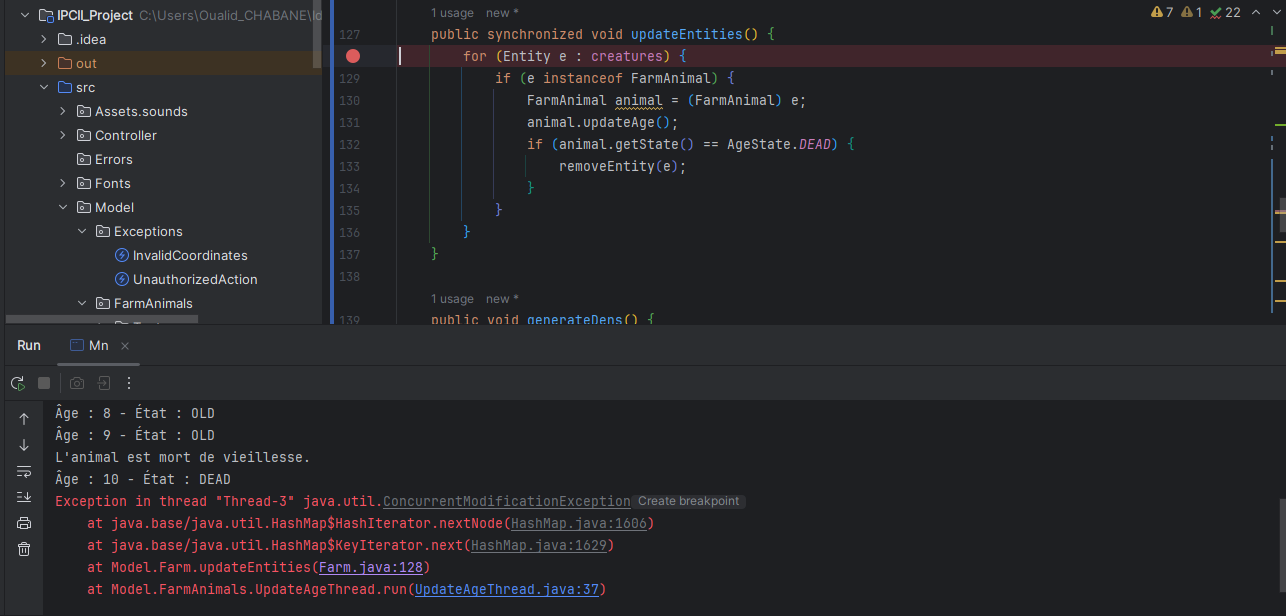 IPCII_Project C:\Users\Oualid_CHABANE\Id
.idea
out
src
Assets.sounds
Controller
Errors
Fonts
Model
Exceptions
InvalidCoordinates
UnauthorizedAction
FarmAnimals
1 usage new *
7 1 22
127 public synchronized void updateEntities() {
for (Entity e : creatures) {
129 if (e instanceof FarmAnimal) {
130 FarmAnimal animal = (FarmAnimal) e;
131 animal.updateAge();
132 if (animal.getState() == AgeState.DEAD) {
133 removeEntity(e);
134 }
135 }
136 }
137 }
138
1 usage new *
139 public void generateDens() {
Run Mn
Âge : 8 - État : OLD
Âge : 9 - État : OLD
L'animal est mort de vieillesse.
Âge : 10 - État : DEAD
Exception in thread "Thread-3" java.util.ConcurrentModificationException Create breakpoint
at java.base/java.util.HashMap$HashIterator.nextNode(HashMap.java:1606)
at java.base/java.util.HashMap$KeyIterator.next(HashMap.java:1629)
at Model.Farm.updateEntities(Farm.java:128)
at Model.FarmAnimals.UpdateAgeThread.run(UpdateAgeThread.java:37)